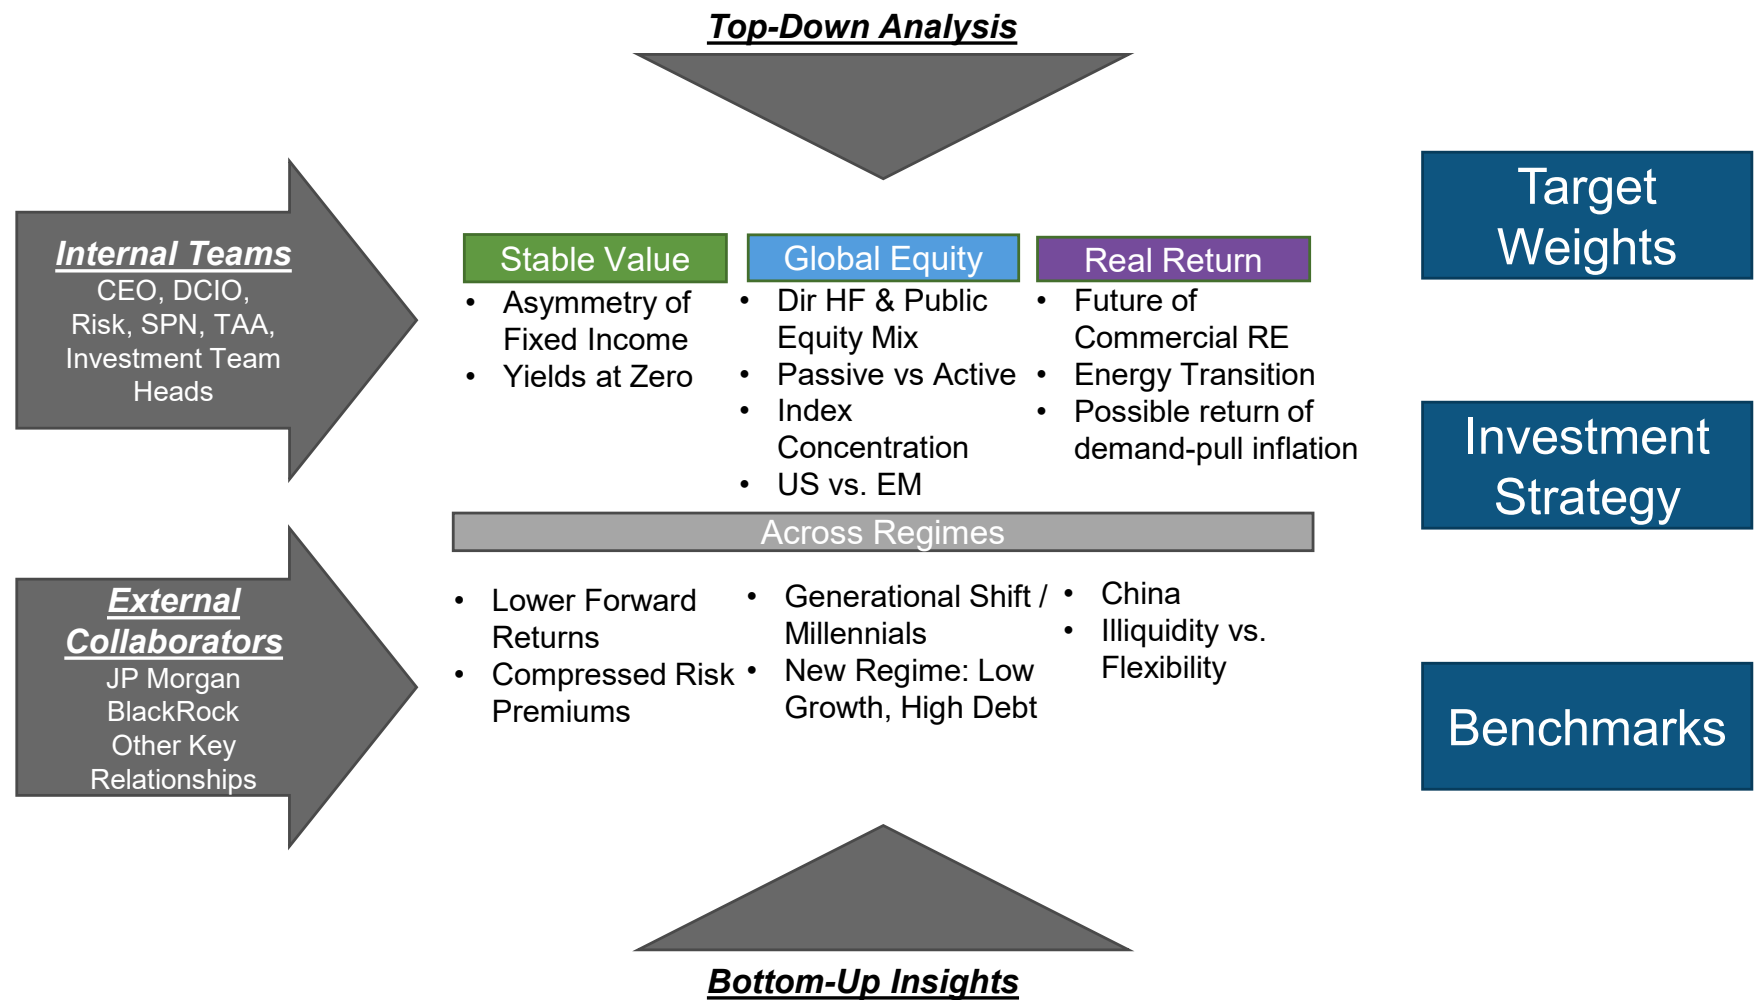 Top-Down Analysis
Internal Teams
CEO, DCIO,
Risk, SPN, TAA,
Investment Team
Heads
External
Collaborators
JP Morgan
BlackRock
Other Key
Relationships
Stable Value
• Asymmetry of
Fixed Income
• Yields at Zero
Global Equity
• Dir HF & Public
Equity Mix
• Passive vs Active
• Index
Concentration
• US vs. EM
Real Return
• Future of
Commercial RE
• Energy Transition
• Possible return of
demand-pull inflation
Across Regimes
• Lower Forward
Returns
• Compressed Risk
Premiums
• Generational Shift /
Millennials
• New Regime: Low
Growth, High Debt
• China
• Illiquidity vs.
Flexibility
Target
Weights
Investment
Strategy
Benchmarks
Bottom-Up Insights